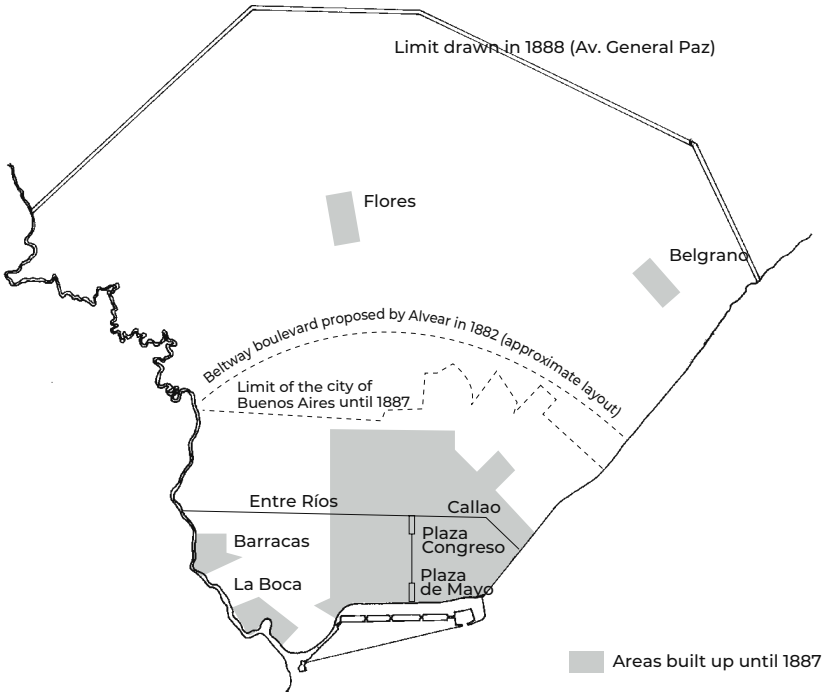 Limit drawn in 1888 (Av. General Paz)
Flores
Belgrano
Beltway boulevard proposed by Alvear in 1882 (approximate layout)
Limit of the city of
Buenos Aires until 1887
Entre Ríos
Callao
Plaza
Congreso
Barracas
Plaza
de Mayo
La Boca
Areas built up until 1887